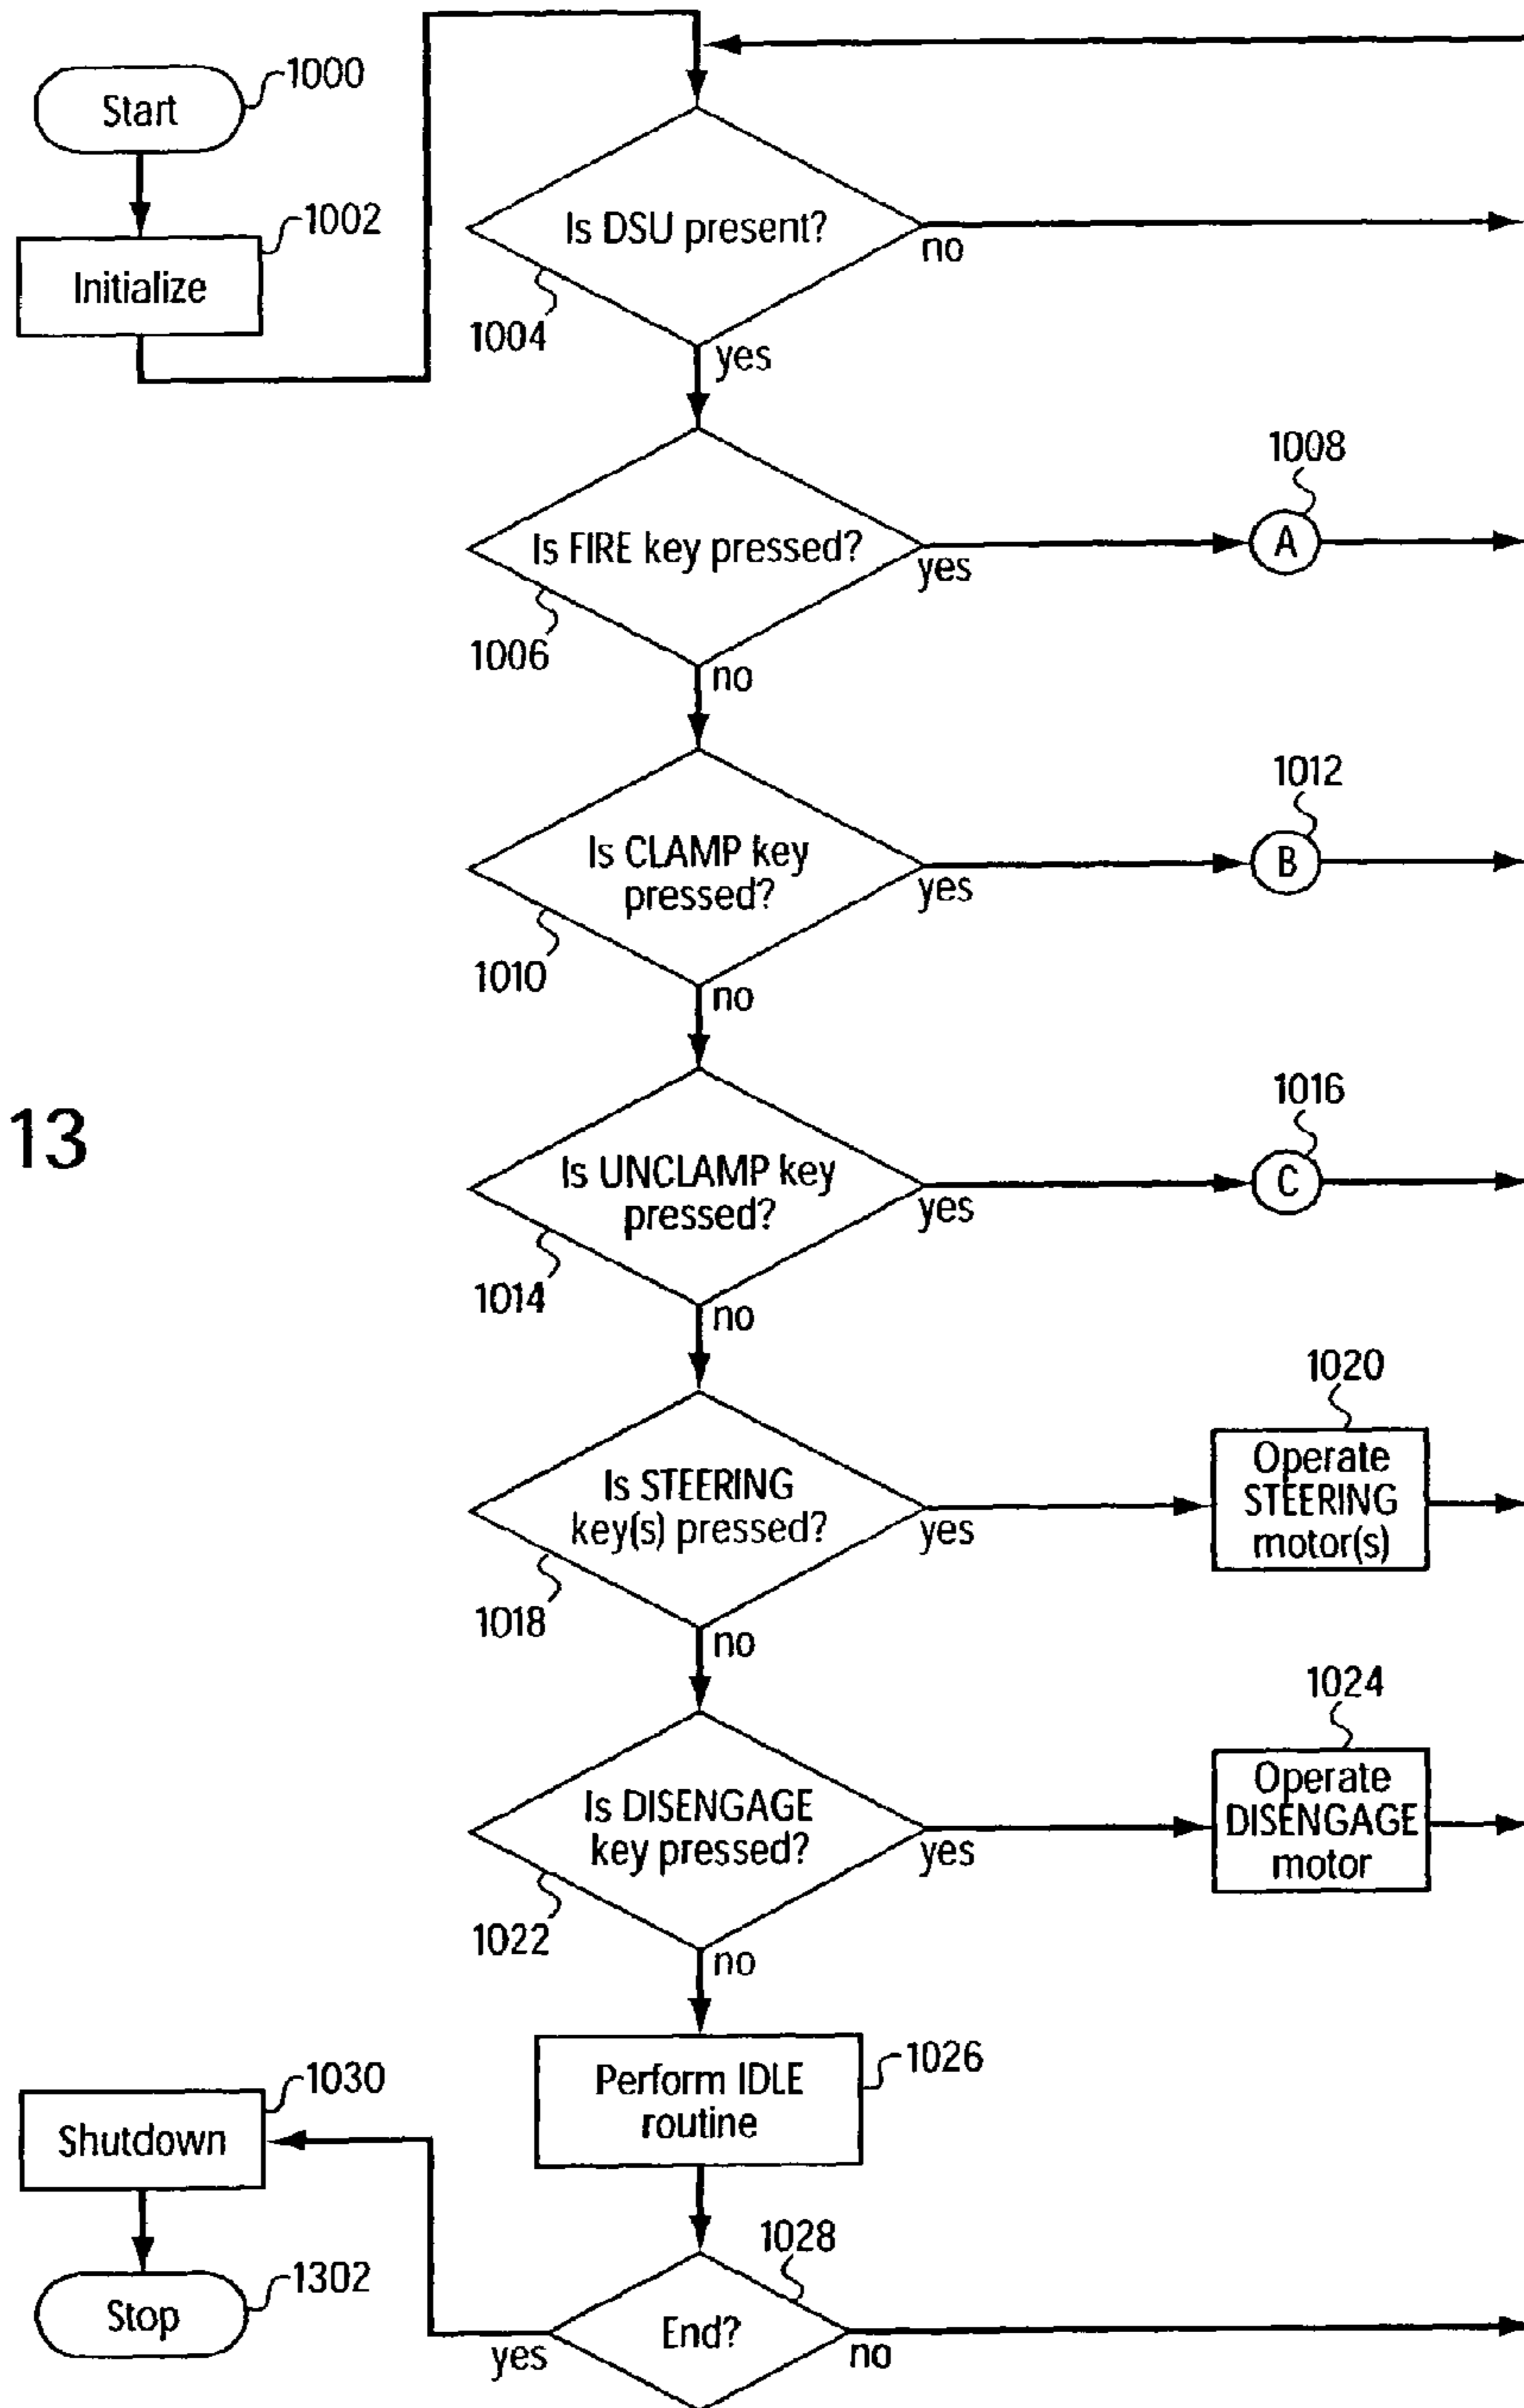 1000
Start
1002
Initialize
Is DSU present?
no
1004
yes
1008
Is FIRE key pressed?
A
yes
1006
no
1012
Is CLAMP key
pressed?
B
yes
1010
no
13
1016
Is UNCLAMP key
pressed?
C
yes
1014
no
1020
Is STEERING
key(s) pressed?
yes
Operate
STEERING
motor(s)
1018
no
1024
Is DISENGAGE
key pressed?
yes
Operate
DISENGAGE
motor
1022
no
1026
Perform IDLE
routine
1030
Shutdown
1028
1302
Stop
End?
yes
no